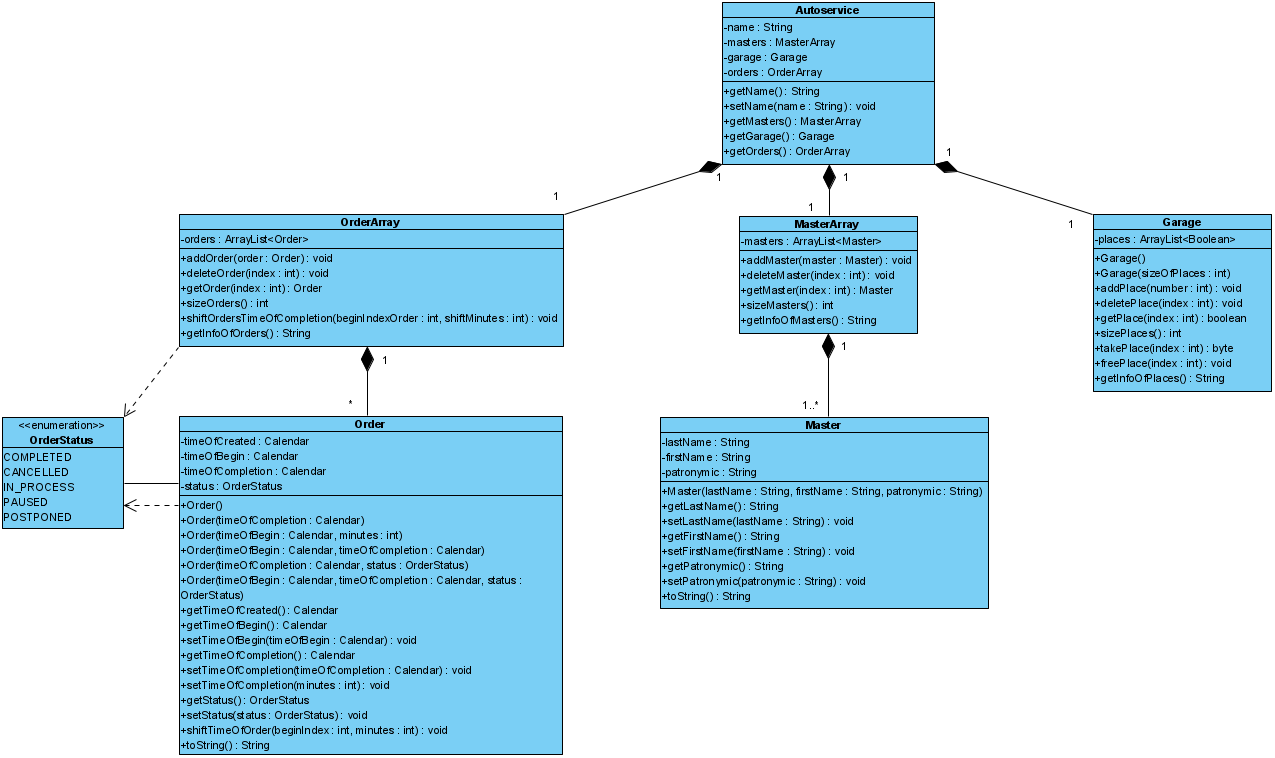 Autoservice
-name : String
-masters : MasterArray
-garage : Garage
-orders : OrderArray
+getName() : String
+setName(name : String) : void
+getMasters() : MasterArray
+getGarage() : Garage
+getOrders() : OrderArray
1
1
1
1
1
1
OrderArray
-orders : ArrayList<Order>
+addOrder(order : Order) : void
+deleteOrder(index : int) : void
+getOrder(index : int) : Order
+sizeOrders() : int
+shiftOrdersTimeOfCompletion(beginIndexOrder : int, shiftMinutes : int) : void
+getInfoOfOrders() : String
MasterArray
-masters : ArrayList<Master>
+addMaster(master : Master) : void
+deleteMaster(index : int) : void
+getMaster(index : int) : Master
+sizeMasters() : int
+getInfoOfMasters() : String
Garage
-places : ArrayList<Boolean>
+Garage()
+Garage(sizeOfPlaces : int)
+addPlace(number : int) : void
+deletePlace(index : int) : void
+getPlace(index : int) : boolean
+sizePlaces() : int
+takePlace(index : int) : byte
+freePlace(index : int) : void
+getInfoOfPlaces() : String
1
*
1
1..*
<<enumeration>>
OrderStatus
COMPLETED
CANCELLED
IN_PROCESS
PAUSED
POSTPONED
Order
-timeOfCreated : Calendar
-timeOfBegin : Calendar
-timeOfCompletion : Calendar
-status : OrderStatus
+Order()
+Order(timeOfCompletion : Calendar)
+Order(timeOfBegin : Calendar, minutes : int)
+Order(timeOfBegin : Calendar, timeOfCompletion : Calendar)
+Order(timeOfCompletion : Calendar, status : OrderStatus)
+Order(timeOfBegin : Calendar, timeOfCompletion : Calendar, status :
OrderStatus)
+getTimeOfCreated() : Calendar
+getTimeOfBegin() : Calendar
+setTimeOfBegin(timeOfBegin : Calendar) : void
+getTimeOfCompletion() : Calendar
+setTimeOfCompletion(timeOfCompletion : Calendar) : void
+setTimeOfCompletion(minutes : int) : void
+getStatus() : OrderStatus
+setStatus(status : OrderStatus) : void
+shiftTimeOfOrder(beginIndex : int, minutes : int) : void
+toString() : String
Master
-lastName : String
-firstName : String
-patronymic : String
+Master(lastName : String, firstName : String, patronymic : String)
+getLastName() : String
+setLastName(lastName : String) : void
+getFirstName() : String
+setFirstName(firstName : String) : void
+getPatronymic() : String
+setPatronymic(patronymic : String) : void
+toString() : String